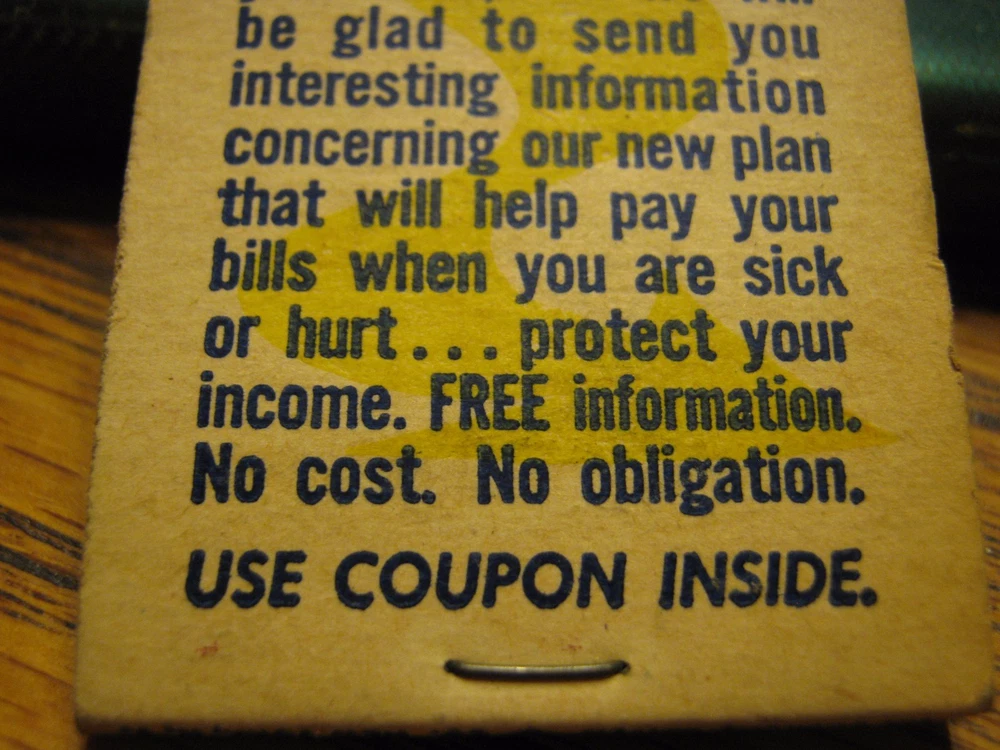 be glad to send you
interesting information
concerning our new plan
that will help pay your
bills when you are sick
or hurt... protect your
income. FREE information.
No cost. No obligation.
USE COUPON INSIDE.